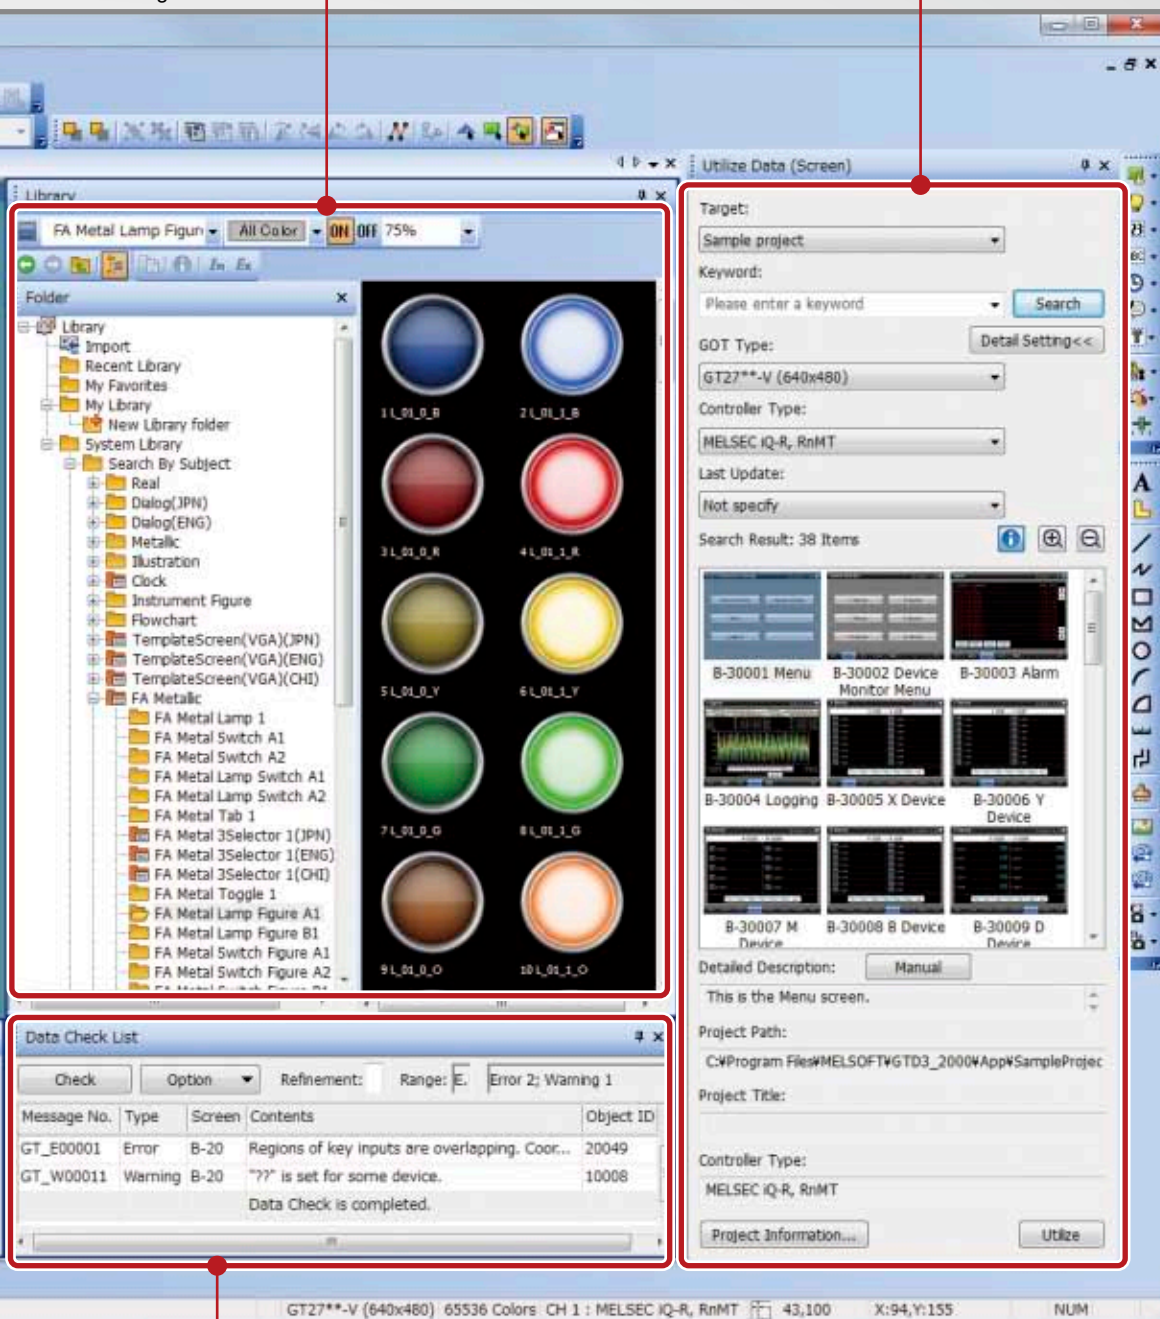 Library
FA Metal Lamp Figur
All Color
ON
OFF
75%
Folder
Library
Import
Recent Library
My Favorites
My Library
New Library folder
System Library
Search By Subject
Real
Dialog(JPN)
Dialog(ENG)
Metallic
Illustration
Clock
Instrument Figure
Flowchart
TemplateScreen(VGA)(JPN)
TemplateScreen(VGA)(ENG)
TemplateScreen(VGA)(CHI)
FA Metallic
FA Metal Lamp 1
FA Metal Switch A1
FA Metal Switch A2
FA Metal Lamp Switch A1
FA Metal Lamp Switch A2
FA Metal Tab 1
FA Metal 3Selector 1(JPN)
FA Metal 3Selector 1(ENG)
FA Metal 3Selector 1(CHI)
FA Metal Toggle 1
FA Metal Lamp Figure A1
FA Metal Lamp Figure B1
FA Metal Switch Figure A1
FA Metal Switch Figure A2
1 L_01_0_B
2 L_01_1_B
3 L_01_0_R
4 L_01_1_R
5 L_01_0_Y
6 L_01_1_Y
7 L_01_0_G
8 L_01_1_G
9 L_01_0_O
10 L_01_1_O
Data Check List
Check
Option
Refinement:
Range: E.
Error 2; Warning 1
Message No. Type Screen Contents Object ID
GT_E00001 Error B-20 Regions of key inputs are overlapping. Coor... 20049
GT_W00011 Warning B-20 "??" is set for some device. 10008
Data Check is completed.
Utilize Data (Screen)
Target:
Sample project
Keyword:
Please enter a keyword
Search
GOT Type:
Detail Setting<<
GT27**-V (640x480)
Controller Type:
MELSEC iQ-R, RnMT
Last Update:
Not specify
Search Result: 38 Items
B-30001 Menu
B-30002 Device
Monitor Menu
B-30003 Alarm
B-30004 Logging
B-30005 X Device
B-30006 Y
Device
B-30007 M
Device
B-30008 B Device
B-30009 D
Device
Detailed Description:
Manual
This is the Menu screen.
Project Path:
C:¥Program Files¥MELSOFT¥GTD3_2000¥App¥SampleProjec
Project Title:
Controller Type:
MELSEC iQ-R, RnMT
Project Information...
Utilize
GT27**-V (640x480) 65536 Colors CH 1 : MELSEC iQ-R, RnMT 43,100 X:94,Y:155 NUM